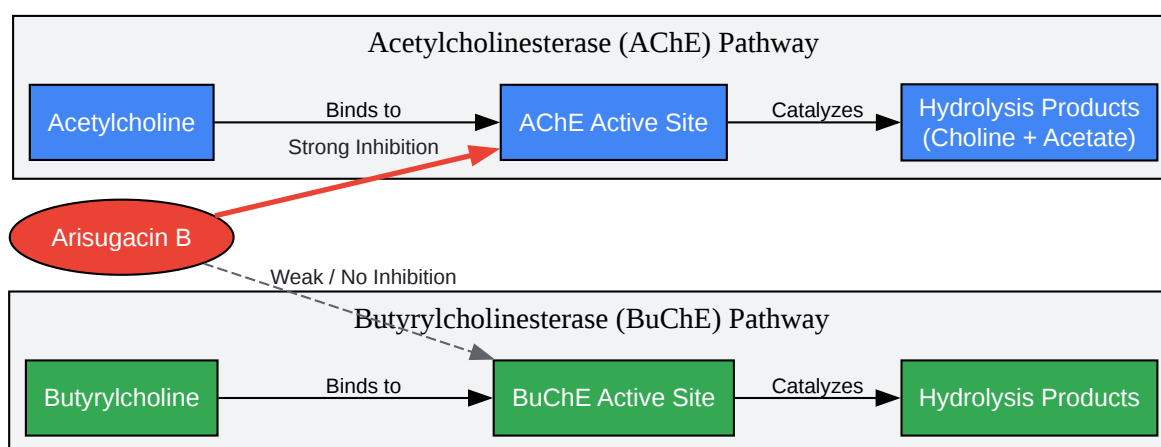 Acetylcholinesterase (AChE) Pathway
Acetylcholine
Binds to
AChE Active Site
Catalyzes
Hydrolysis Products
(Choline + Acetate)
Strong Inhibition
Arisugacin B
Weak / No Inhibition
Butyrylcholinesterase (BuChE) Pathway
Butyrylcholine
Binds to
BuChE Active Site
Catalyzes
Hydrolysis Products